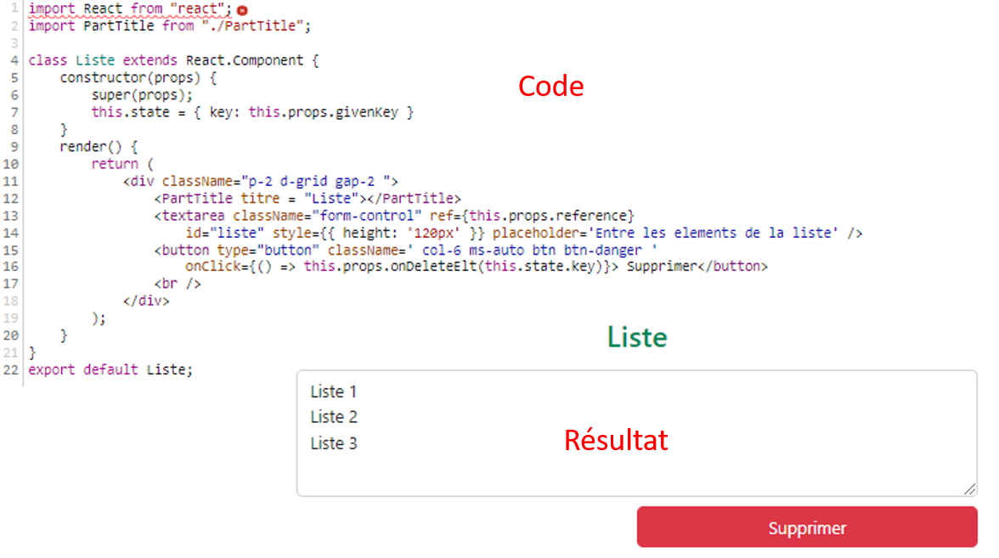 1 import React from "react";
2 import PartTitle from "./PartTitle";
3
4 class Liste extends React.Component {
5 constructor(props) {
6 super(props);
7 this.state = { key: this.props.givenKey }
8 }
9 render() {
10 return (
11 <div className="p-2 d-grid gap-2 ">
12 <PartTitle titre = "Liste"></PartTitle>
13 <textarea className="form-control" ref={this.props.reference}
14 id="liste" style={{ height: '120px' }} placeholder='Entre les elements de la liste' />
15 <button type="button" className=' col-6 ms-auto btn btn-danger '
16 onClick={() => this.props.onDeleteElt(this.state.key)}> Supprimer</button>
17 <br />
18 </div>
19 );
20 }
21 }
22 export default Liste;
Code
Liste
Liste 1
Liste 2
Liste 3
Résultat
Supprimer